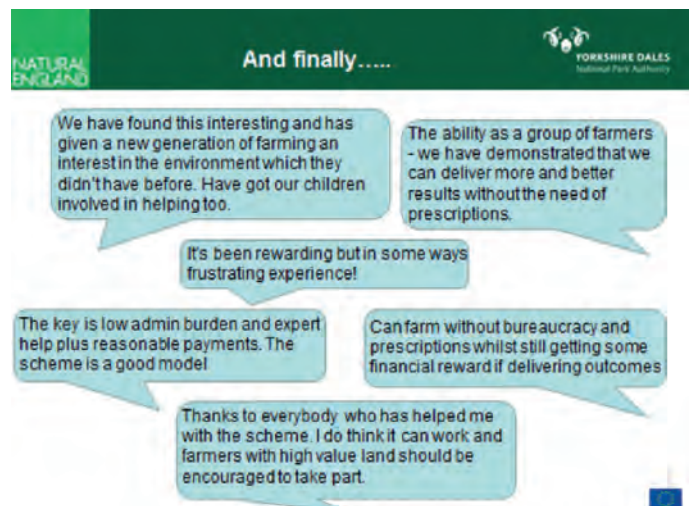 NATURAL
ENGLAND
And finally.....
YORKSHIRE DALES
National Park Authority
We have found this interesting and has
given a new generation of farming an
interest in the environment which they
didn't have before. Have got our children
involved in helping too.
The ability as a group of farmers
- we have demonstrated that we
can deliver more and better
results without the need of
prescriptions.
It's been rewarding but in some ways
frustrating experience!
The key is low admin burden and expert
help plus reasonable payments. The
scheme is a good model
Can farm without bureaucracy and
prescriptions whilst still getting some
financial reward if delivering outcomes
Thanks to everybody who has helped me
with the scheme. I do think it can work and
farmers with high value land should be
encouraged to take part.